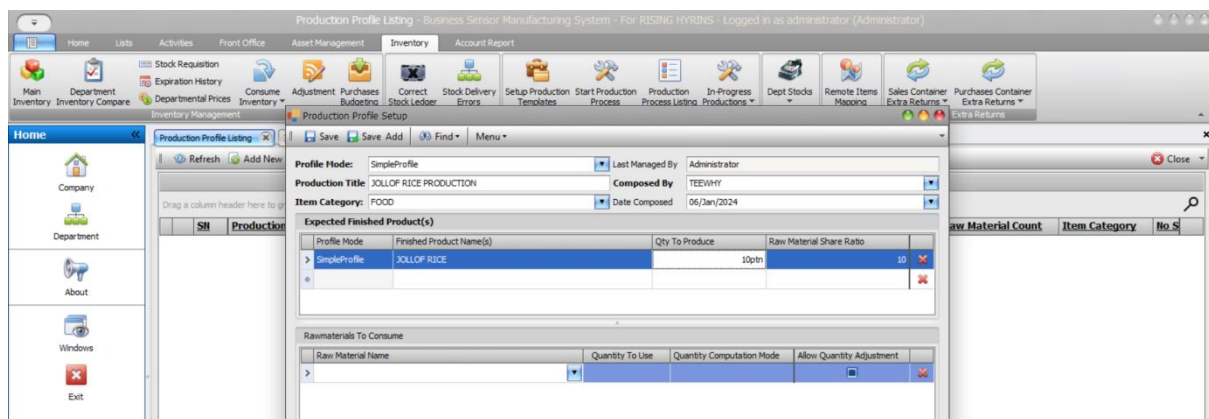 Production Profile Listing - Business Sensor Manufacturing System - For RISING HYRINS - Logged in as administrator (Administrator)
Home Lists Activities Front Office Asset Management Inventory Account Report
Main Inventory
Department Inventory Compare
Stock Requisition
Expiration History
Departmental Prices
Consume Inventory
Adjustment
Purchases Budgeting
Correct Stock Ledger
Stock Delivery Errors
Setup Production Templates
Start Production Process
Production Process Listing
In-Progress Productions
Dept Stocks
Remote Items Mapping
Sales Container Extra Returns
Purchases Container Extra Returns
Inventory Management
Extra Returns
Home
Company
Department
About
Windows
Exit
Production Profile Listing
Refresh Add New
Close
Drag a column header here to
SN Production
aw Material Count Item Category No S
Production Profile Setup
Save Save Add Find Menu
Profile Mode: SimpleProfile Last Managed By Administrator
Production Title JOLLOF RICE PRODUCTION Composed By TEEWHY
Item Category: FOOD Date Composed 06/Jan/2024
Expected Finished Product(s)
Profile Mode Finished Product Name(s) Qty To Produce Raw Material Share Ratio
SimpleProfile JOLLOF RICE 10ptn 10
Rawmaterials To Consume
Raw Material Name Quantity To Use Quantity Computation Mode Allow Quantity Adjustment